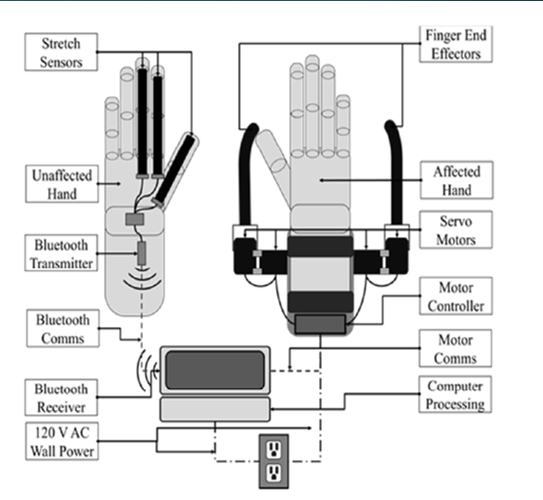 Stretch
Sensors
Finger End
Effectors
Unaffected
Hand
Affected
Hand
Servo
Motors
Bluetooth
Transmitter
Motor
Controller
Bluetooth
Comms
Motor
Comms
Bluetooth
Receiver
Computer
Processing
120 V AC
Wall Power